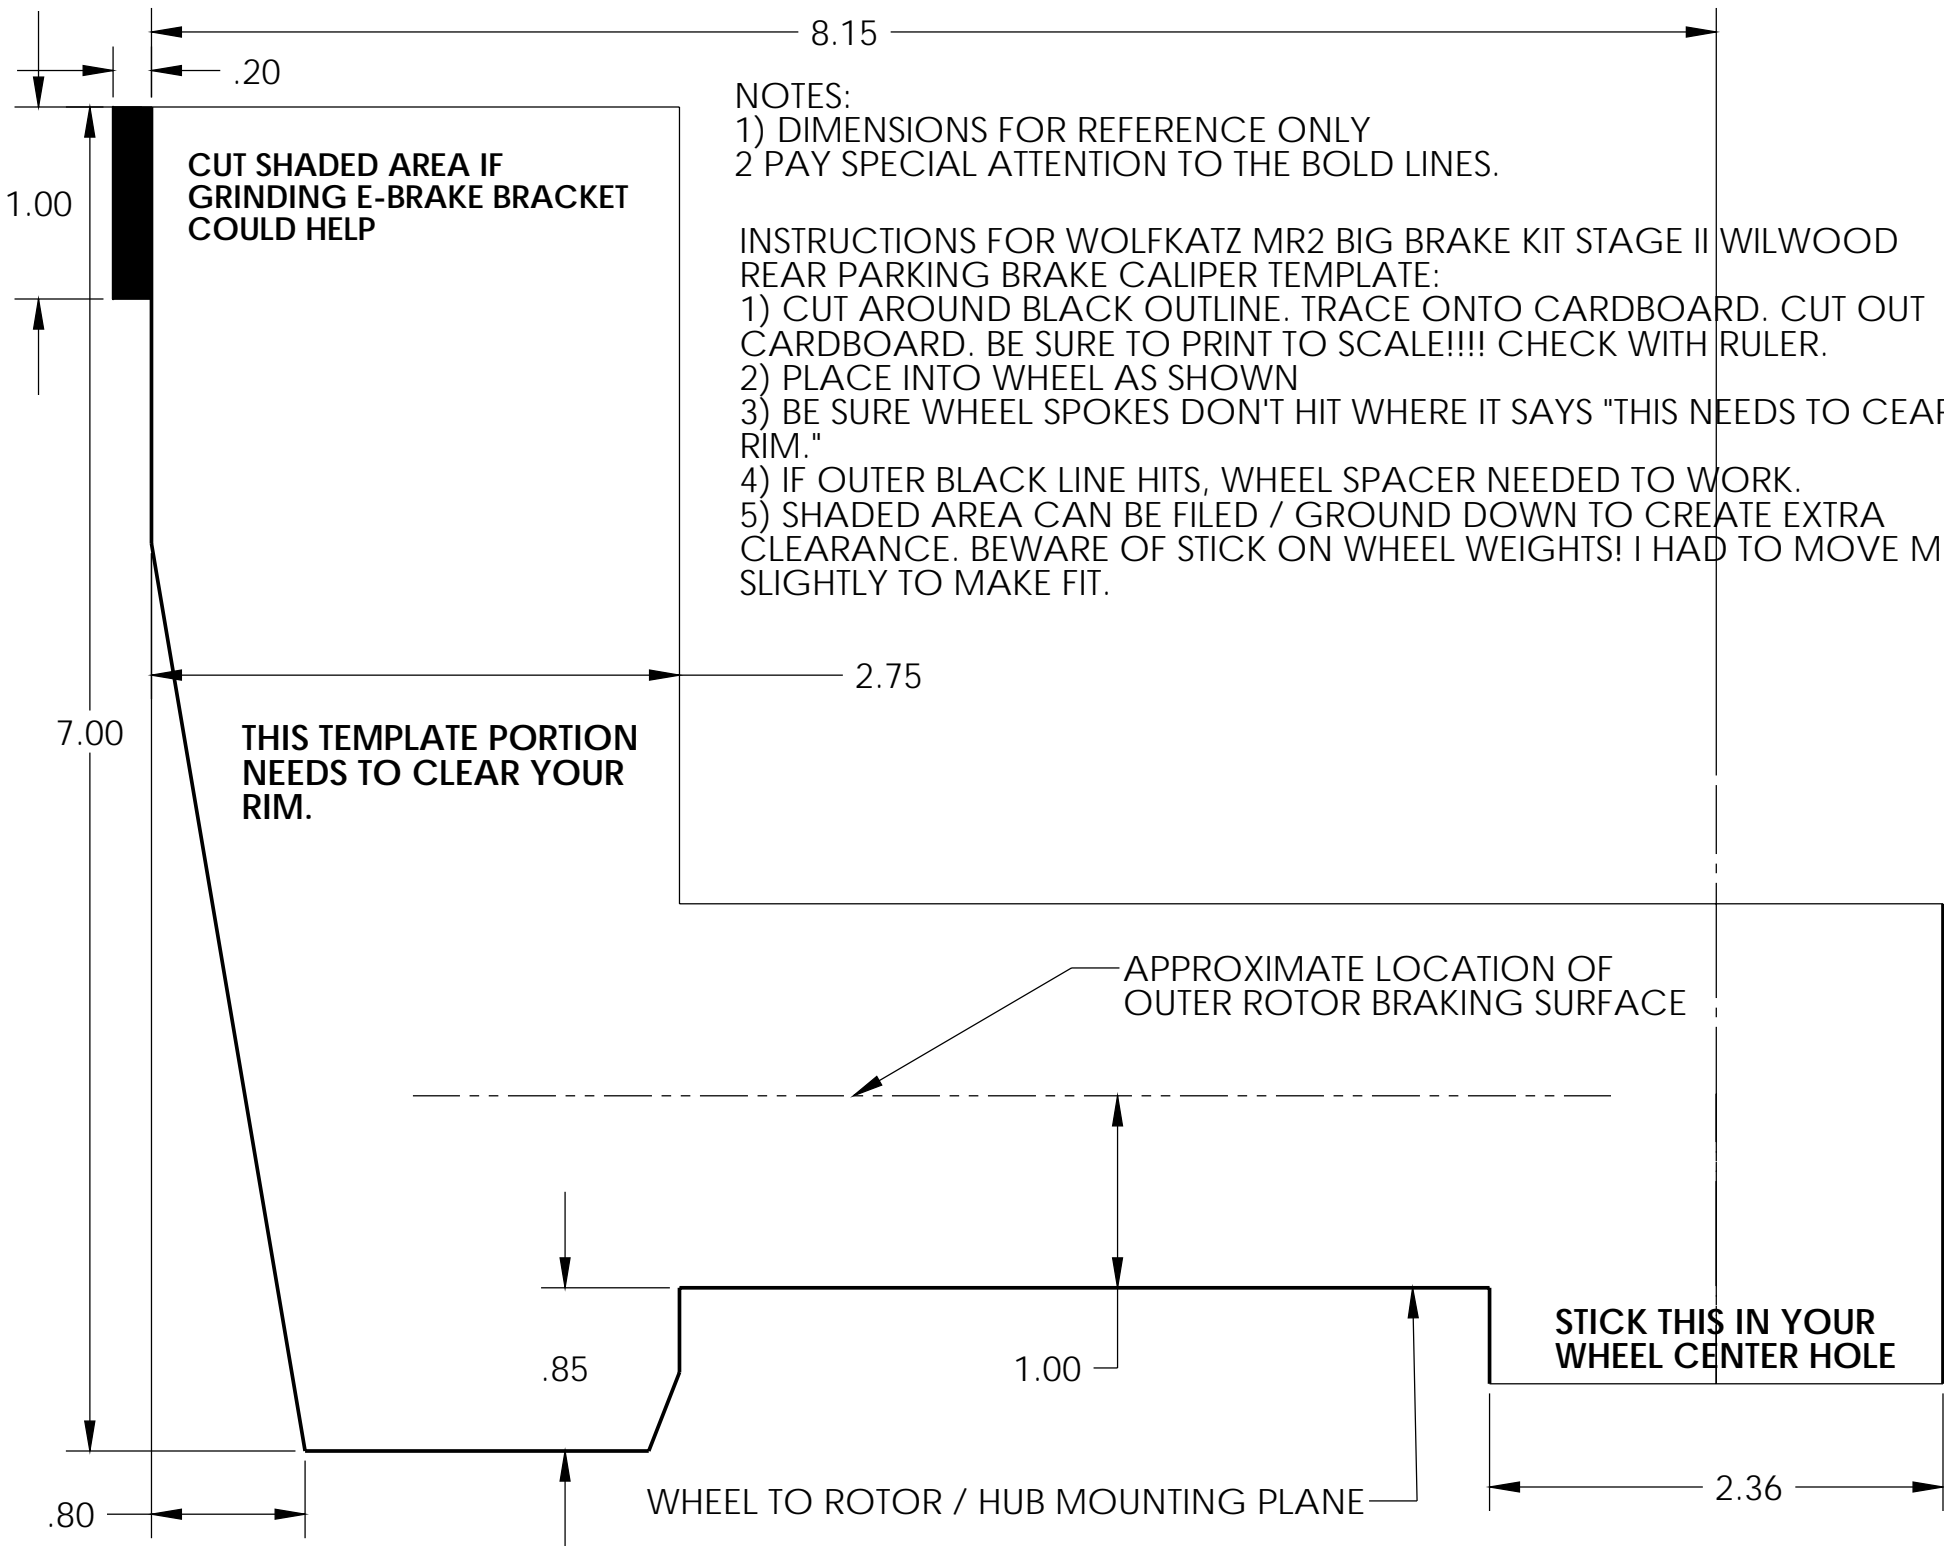 8.15
.20
NOTES:
1) DIMENSIONS FOR REFERENCE ONLY
2 PAY SPECIAL ATTENTION TO THE BOLD LINES.
CUT SHADED AREA IF
GRINDING E-BRAKE BRACKET
COULD HELP
1.00
INSTRUCTIONS FOR WOLFKATZ MR2 BIG BRAKE KIT STAGE II WILWOOD
REAR PARKING BRAKE CALIPER TEMPLATE:
1) CUT AROUND BLACK OUTLINE. TRACE ONTO CARDBOARD. CUT OUT
CARDBOARD. BE SURE TO PRINT TO SCALE!!!! CHECK WITH RULER.
2) PLACE INTO WHEEL AS SHOWN
3) BE SURE WHEEL SPOKES DON'T HIT WHERE IT SAYS "THIS NEEDS TO CEAR
RIM."
4) IF OUTER BLACK LINE HITS, WHEEL SPACER NEEDED TO WORK.
5) SHADED AREA CAN BE FILED / GROUND DOWN TO CREATE EXTRA
CLEARANCE. BEWARE OF STICK ON WHEEL WEIGHTS! I HAD TO MOVE M
SLIGHTLY TO MAKE FIT.
2.75
7.00
THIS TEMPLATE PORTION
NEEDS TO CLEAR YOUR
RIM.
APPROXIMATE LOCATION OF
OUTER ROTOR BRAKING SURFACE
STICK THIS IN YOUR
WHEEL CENTER HOLE
.85
1.00
WHEEL TO ROTOR / HUB MOUNTING PLANE
2.36
.80